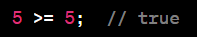 5 >= 5;  // true